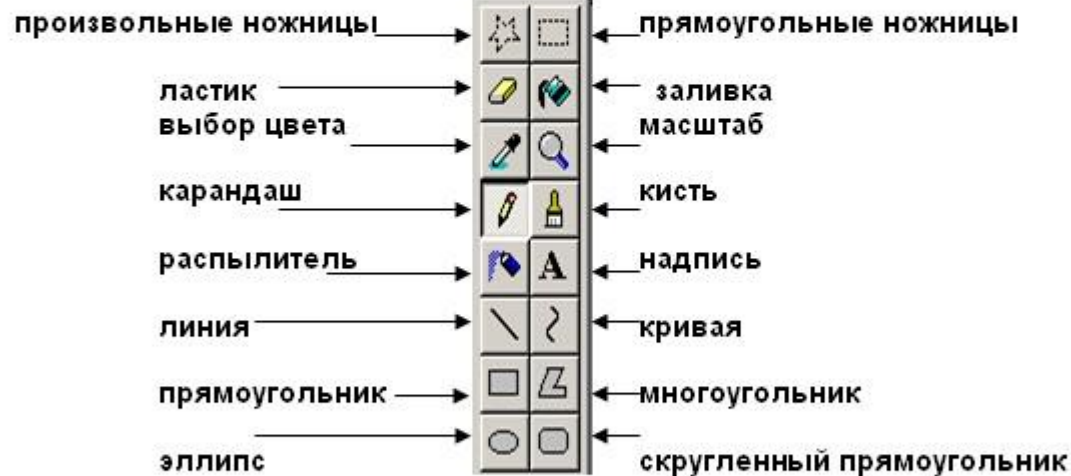 произвольные ножницы прямоугольные ножницы
ластик заливка
выбор цвета масштаб
карандаш кисть
распылитель A надпись
линия кривая
прямоугольник многоугольник
эллипс скругленный прямоугольник